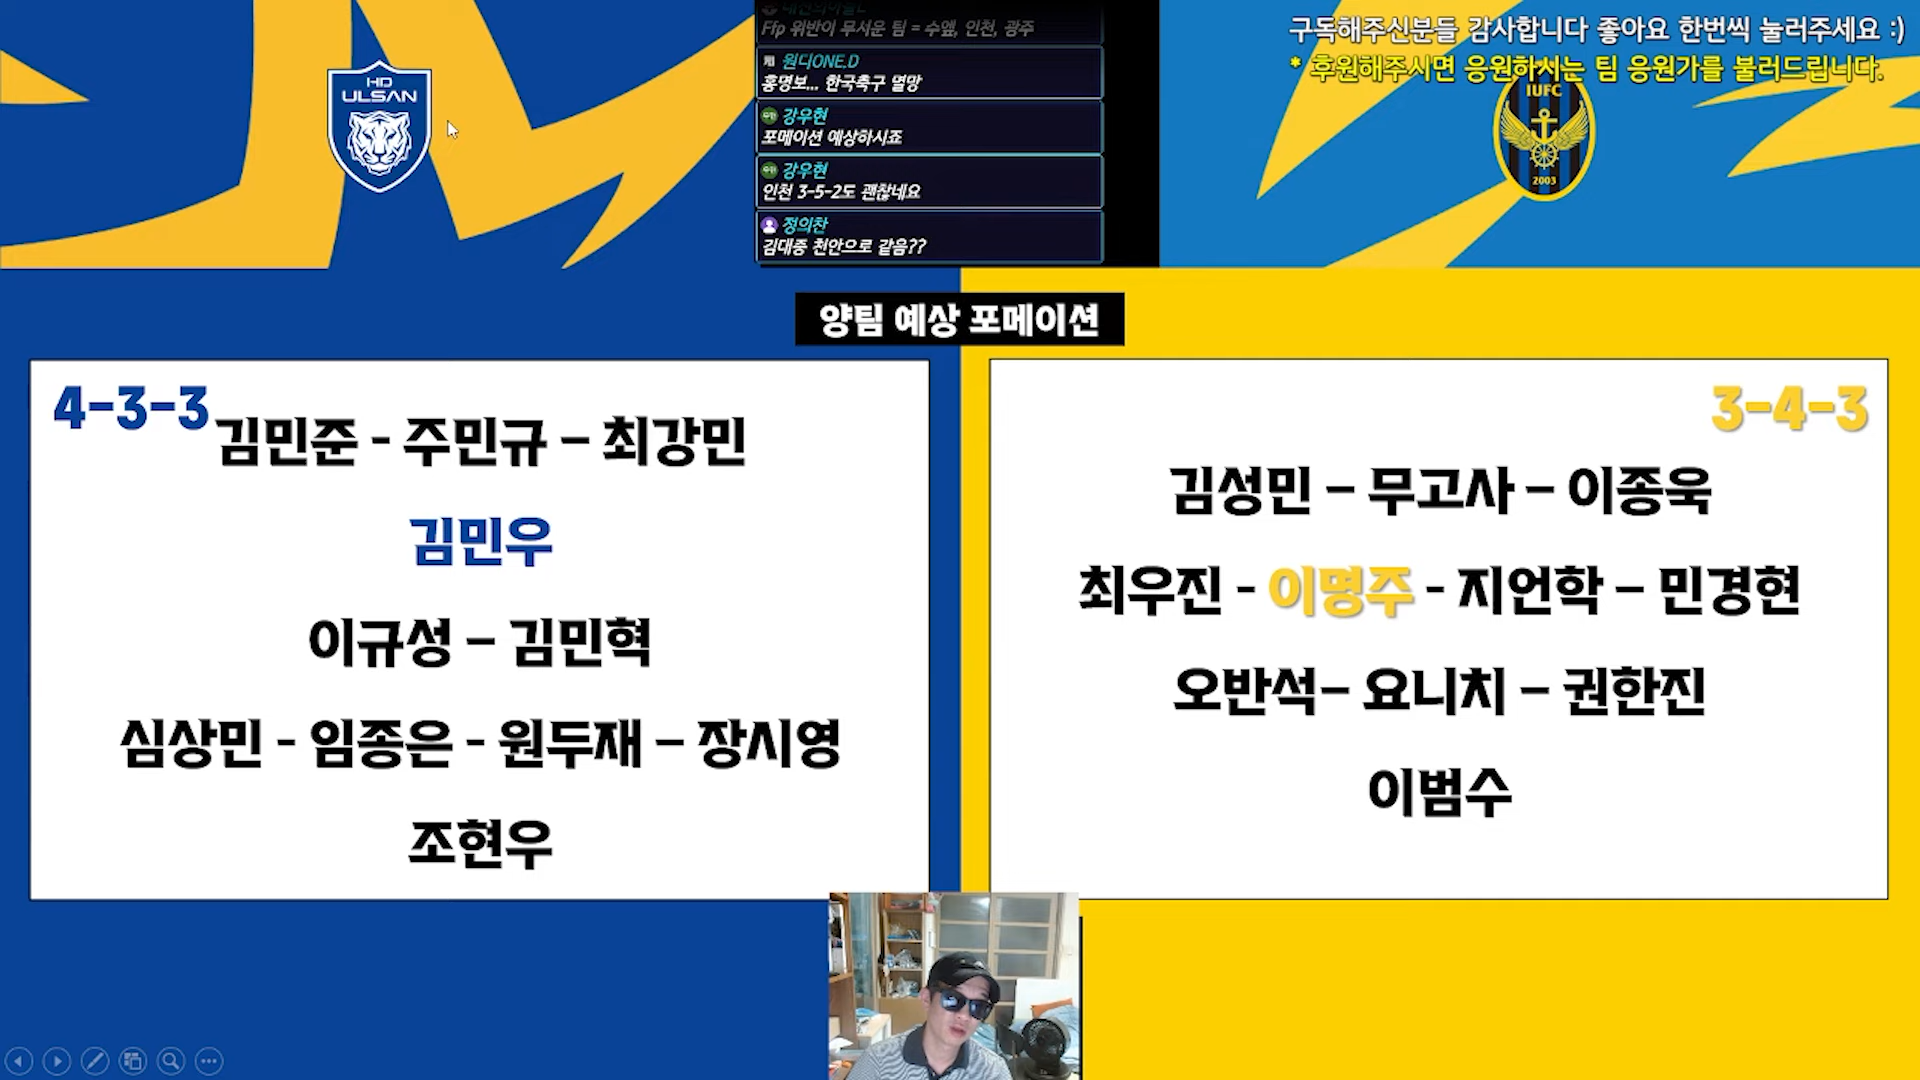 Ffp 위반이 무서운 팀 = 수엪, 인천, 광주
원디ONE.D
홍명보... 한국축구 멸망
강우현
포메이션 예상하시죠
강우현
인천 3-5-2도 괜찮네요
정의찬
김대중 천안으로 같음??
구독해주신분들 감사합니다 좋아요 한번씩 눌러주세요 :)
* 후원해주시면 응원하시는 팀 응원가를 불러드립니다.
HD
ULSAN
IUFC
2003
양팀 예상 포메이션
4-3-3
김민준 - 주민규 – 최강민
김민우
이규성 – 김민혁
심상민 - 임종은 - 원두재 – 장시영
조현우
3-4-3
김성민 – 무고사 – 이종욱
최우진 - 이명주 - 지언학 – 민경현
오반석– 요니치 – 권한진
이범수